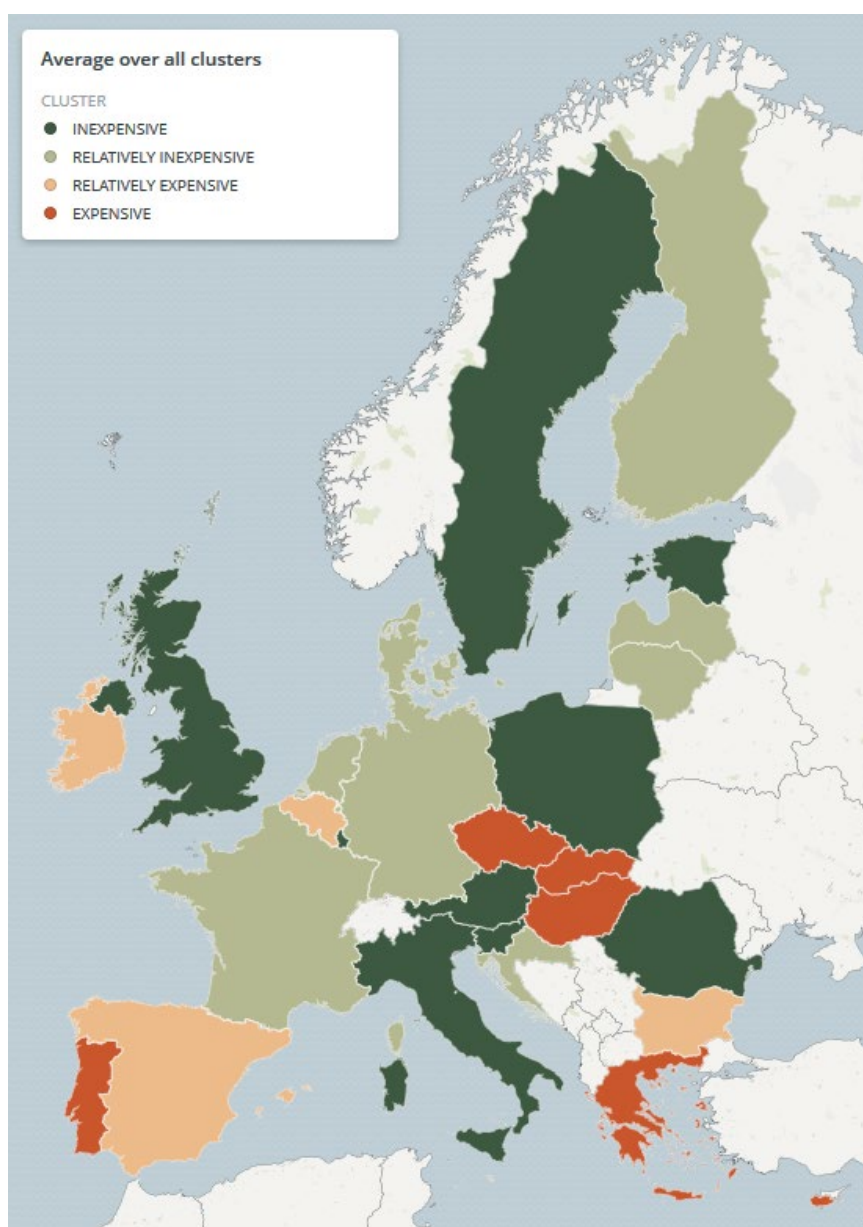 Average over all clusters
CLUSTER
INEXPENSIVE
RELATIVELY INEXPENSIVE
RELATIVELY EXPENSIVE
EXPENSIVE